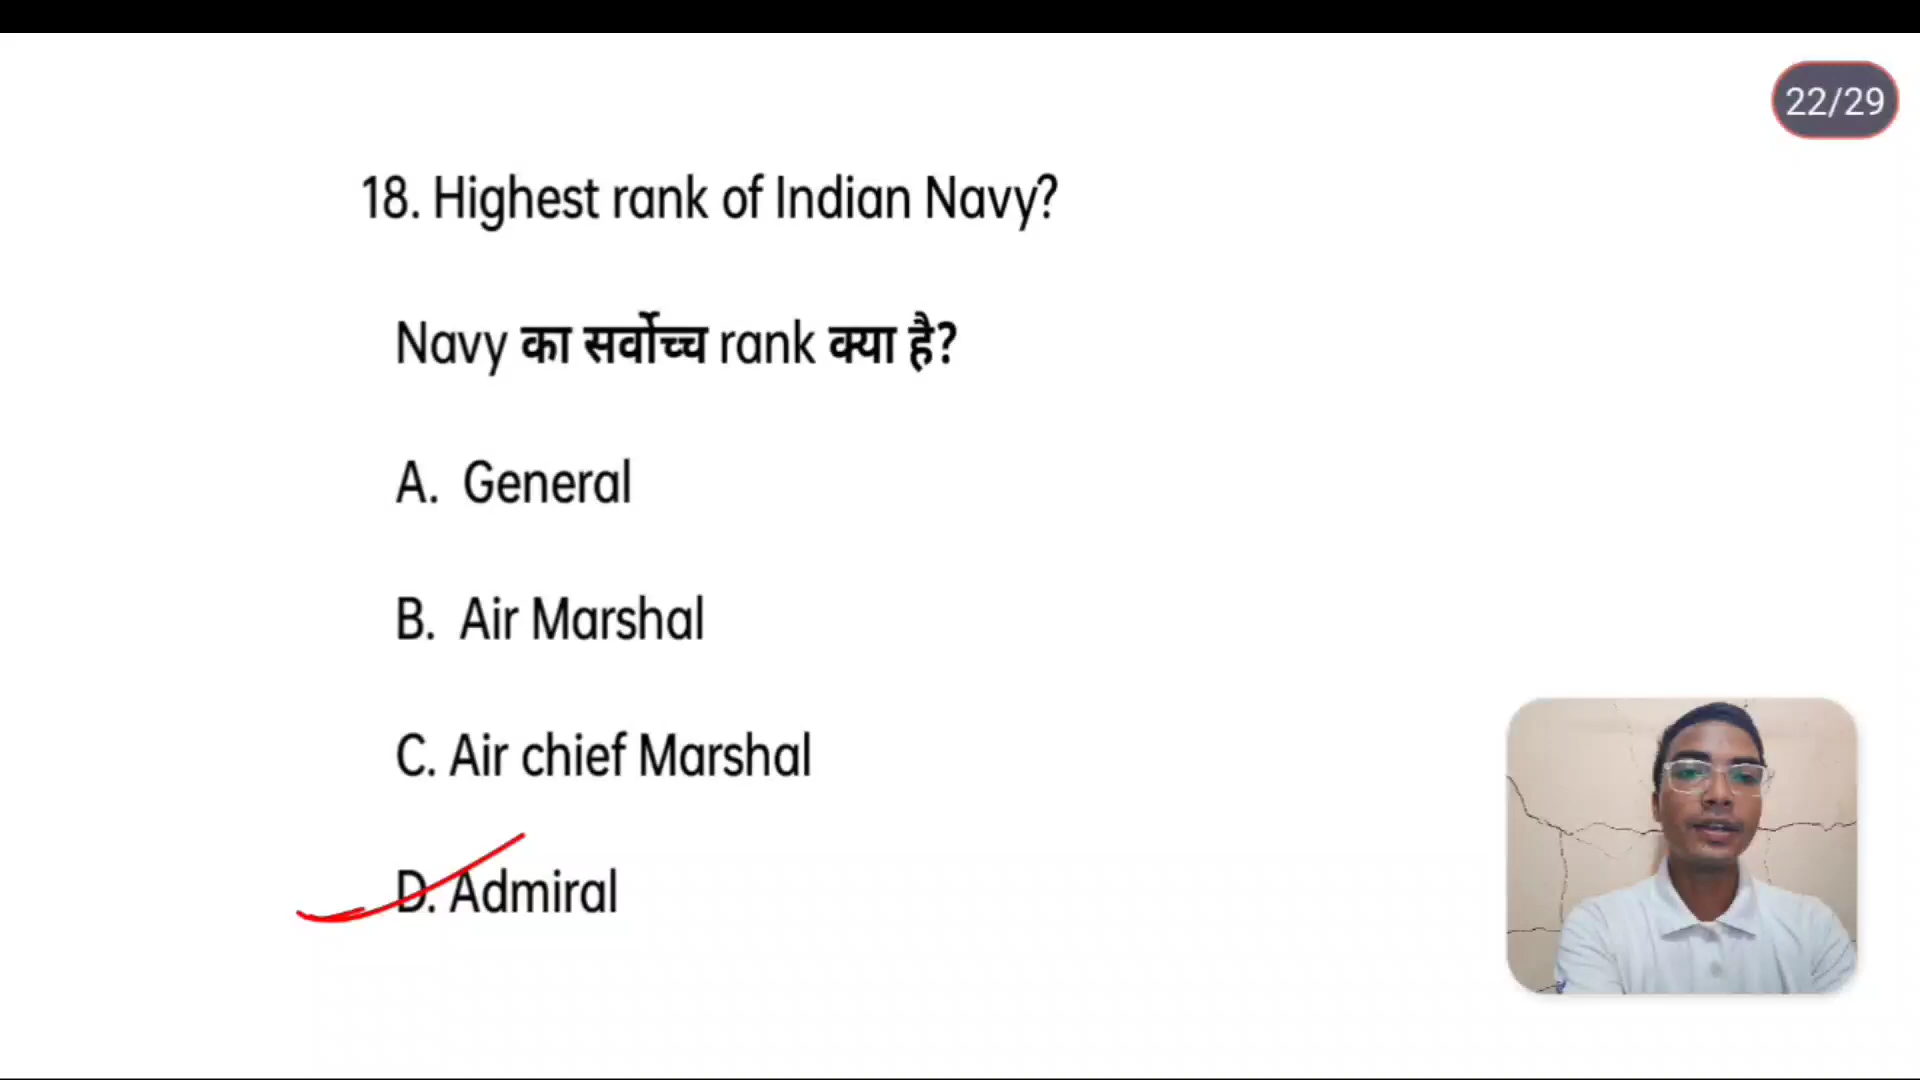 22/29
18. Highest rank of Indian Navy?
Navy का सर्वोच्च rank क्या है?
A. General
B. Air Marshal
C. Air chief Marshal
D. Admiral